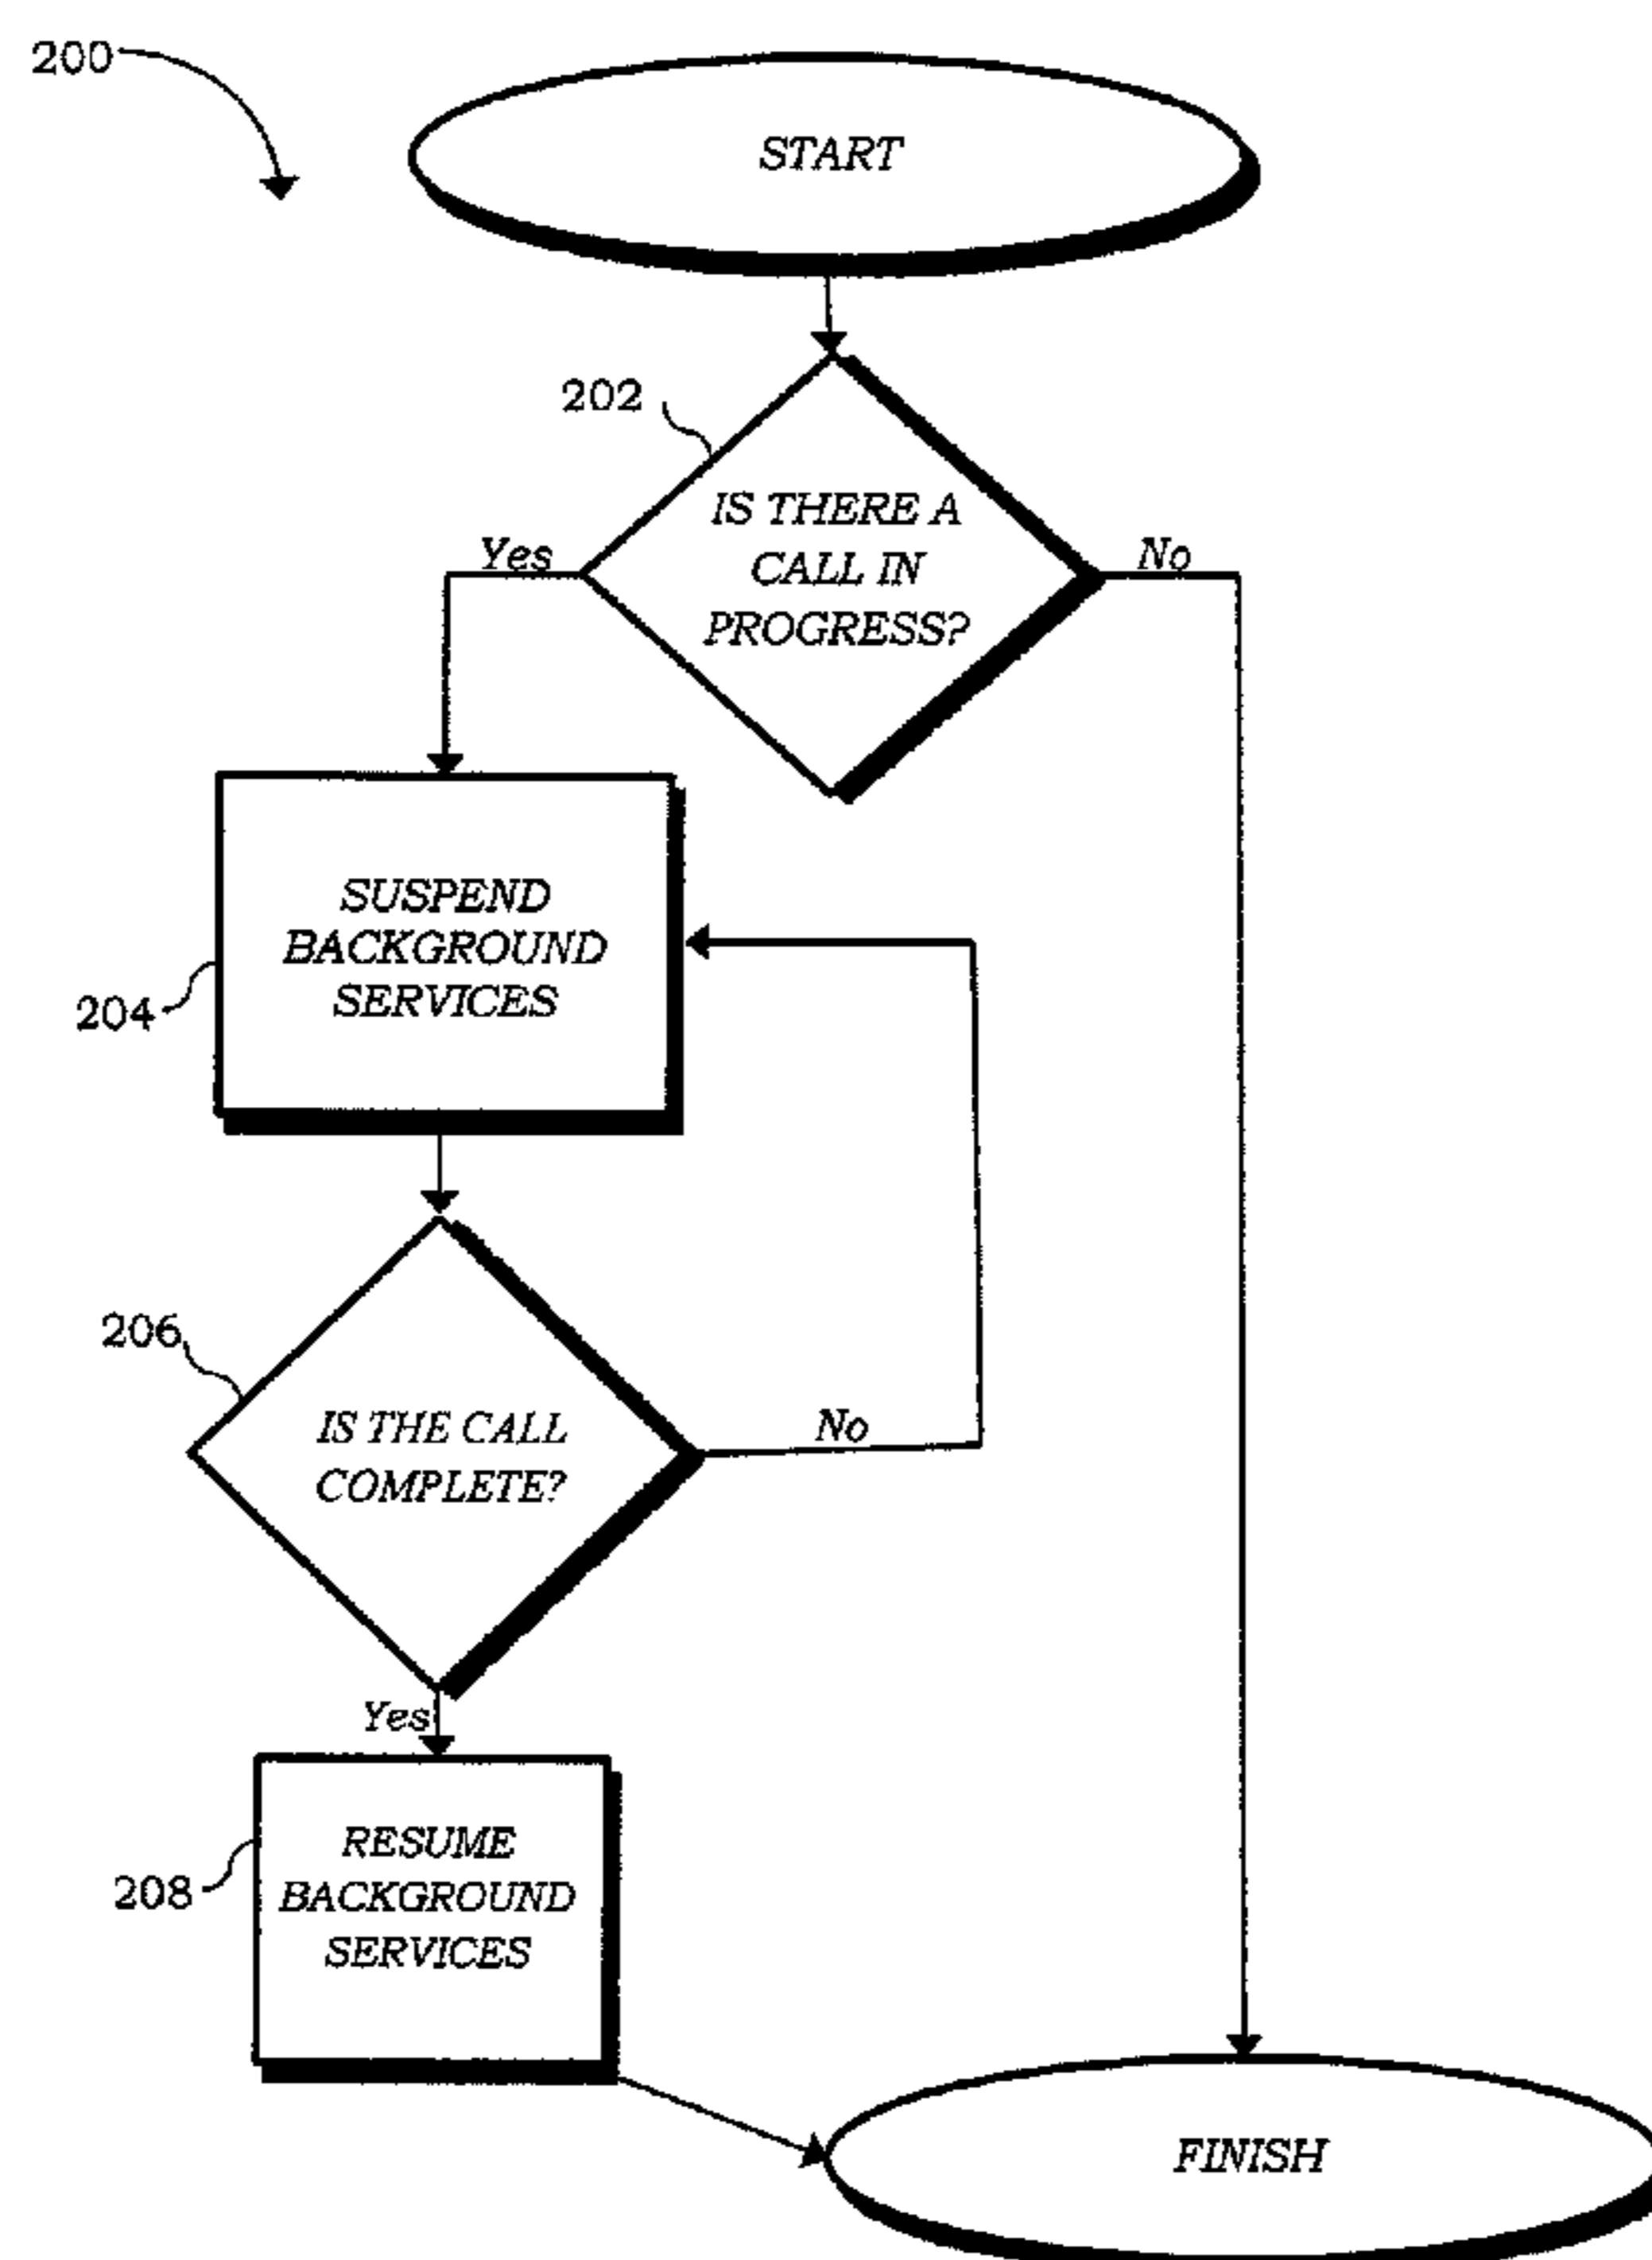 200
START
202
IS THERE A
CALL IN
PROGRESS?
Yes
No
SUSPEND
BACKGROUND
SERVICES
204
206
IS THE CALL
COMPLETE?
No
Yes
RESUME
BACKGROUND
SERVICES
208
FINISH